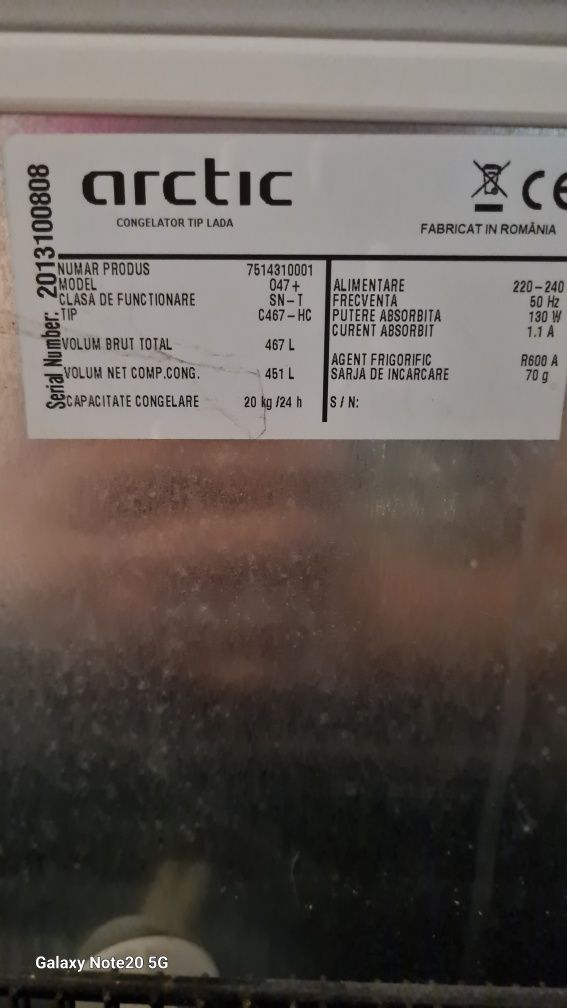 arctic
CONGELATOR TIP LADA
CE
FABRICAT IN ROMÂNIA
Serial Number: 2013100808
NUMAR PRODUS 7514310001
MODEL 047+
CLASA DE FUNCTIONARE SN-T
TIP C467-HC
VOLUM BRUT TOTAL 467 L
VOLUM NET COMP.CONG. 451 L
CAPACITATE CONGELARE 20 kg/24 h
ALIMENTARE 220-240
FRECVENTA 50 Hz
PUTERE ABSORBITA 130 W
CURENT ABSORBIT 1.1 A
AGENT FRIGORIFIC R600 A
SARJA DE INCARCARE 70 g
S/N:
Galaxy Note20 5G